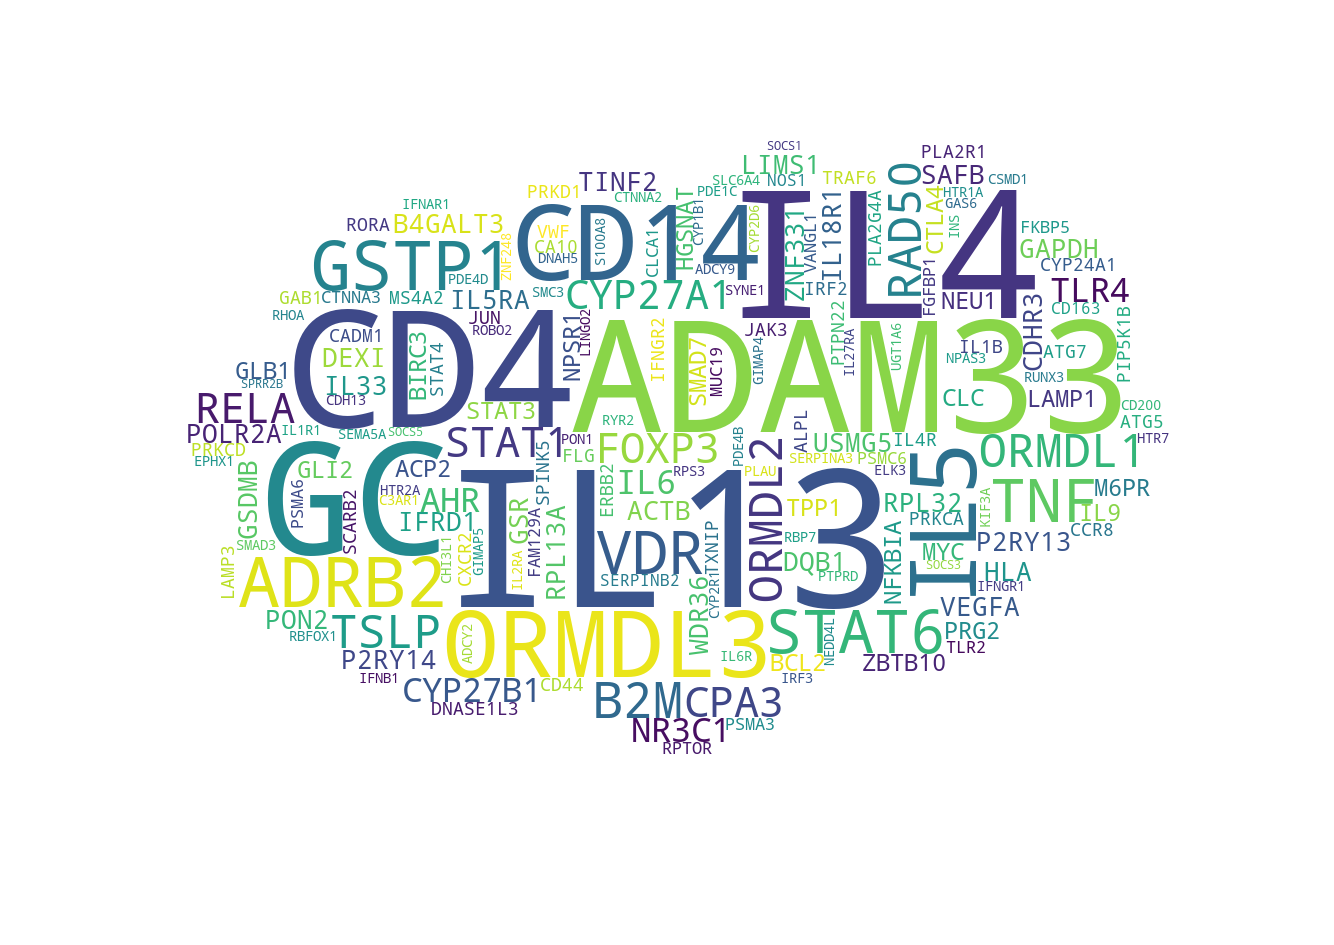 SOCS1
PLA2R1
LIMS1
SAFB
TINF2
SLC6A4
NOS1
TRAF6
CSMD1
PRKD1
CTNNA2
PDE1C
HTR1A
IFNAR1
GAS6
RORA
B4GALT3
CD14
IL4
RAD50
CTLA4
INS
FKBP5
VWF
S100A8
CYP1B1
CYP2D6
VANGL1
IL18R1
PLA2G4A
GSTP1
ZNF248
CA10
DNAH5
CLCA1
HGSNAT
ZNF331
GAPDH
PDE4D
ADCY9
CYP24A1
GAB1
CTNNA3
MS4A2
IL5RA
SMC3
CYP27A1
SYNE1
IRF2
FGFBP1
NEU1
TLR4
CD163
RHOA
JUN
ROBO2
LINGO2
JAK3
CD4
ADAM33
CADM1
DEXI
BIRC3
STAT4
NPSR1
IFNGR2
SMAD7
MUC19
GIMAP4
PTPN22
IL27RA
UGT1A6
IL1B
NPAS3
CDHR3
ATG7
PIP5K1B
GLB1
SPRR2B
IL33
CDH13
RUNX3
RELA
STAT3
RYR2
ALPL
CLC
LAMP1
CD200
ATG5
POLR2A
IL1R1
SEMA5A
SOCS5
STAT1
PON1
FOXP3
PDE4B
ORMDL2
USMG5
IL4R
ORMDL1
HTR7
PRKCD
EPHX1
GLI2
ACP2
FLG
SPINK5
ERBB2
RPS3
PLAU
SERPINA3
PSMC6
ELK3
GSDMB
GC
IL13
IL5
PSMA6
SCARB2
HTR2A
C3AR1
AHR
IL6
TPP1
RPL32
KIF3A
TNF
M6PR
IFRD1
GSR
FAM129A
RPL13A
ACTB
TXNIP
NFKBIA
PRKCA
IL9
CCR8
SMAD3
CHI3L1
CXCR2
GIMAP5
IL2RA
VDR
RBP7
DQB1
MYC
SOCS3
P2RY13
LAMP3
ADRB2
SERPINB2
CYP2R1
PTPRD
HLA
IFNGR1
PON2
RBFOX1
TSLP
ADCY2
ORMDL3
WDR36
STAT6
NEDD4L
VEGFA
PRG2
P2RY14
IL6R
BCL2
ZBTB10
TLR2
IFNB1
CYP27B1
CD44
IRF3
DNASE1L3
B2M
CPA3
NR3C1
PSMA3
RPTOR